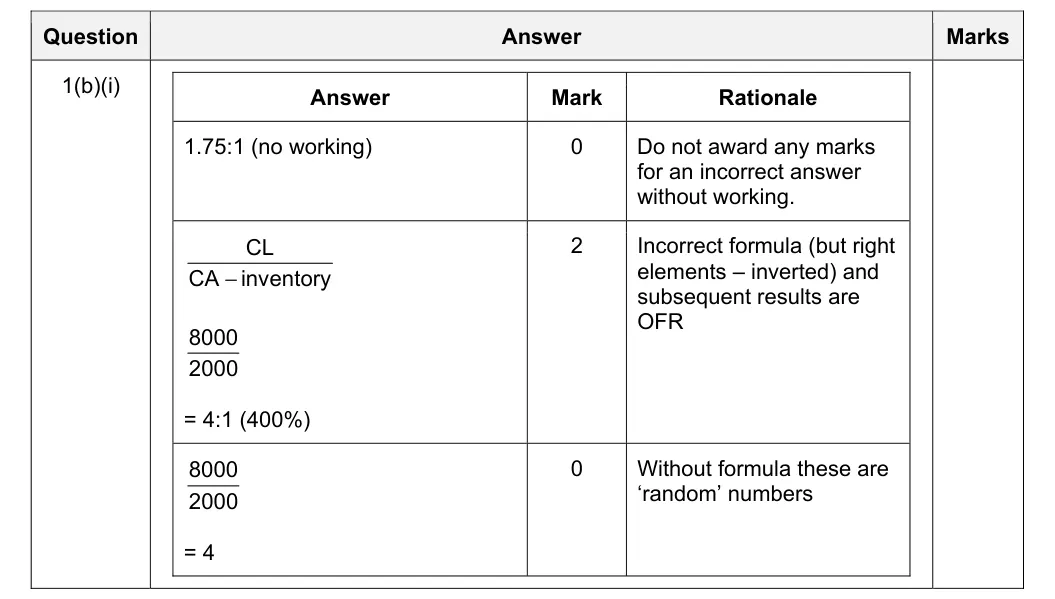 Question Answer Marks
1(b)(i)
Answer Mark Rationale
1.75:1 (no working) 0 Do not award any marks
for an incorrect answer
without working.
CL
CA – inventory
8000
2000
= 4:1 (400%)
2
Incorrect formula (but right
elements – inverted) and
subsequent results are
OFR
8000
2000
= 4
0
Without formula these are
‘random’ numbers